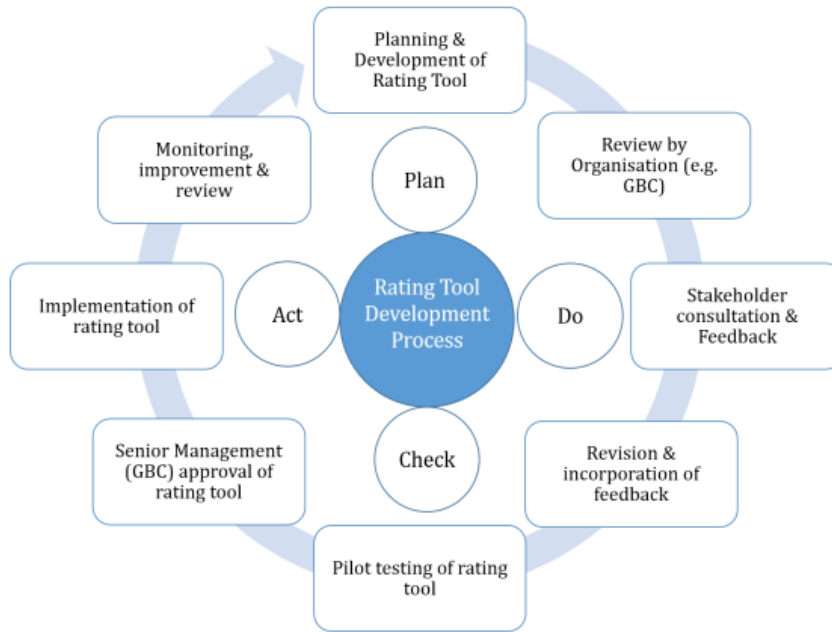 Planning &
Development of
Rating Tool
Review by
Organisation (e.g.
GBC)
Stakeholder
consultation &
Feedback
Revision &
incorporation of
feedback
Pilot testing of rating
tool
Senior Management
(GBC) approval of
rating tool
Implementation of
rating tool
Monitoring,
improvement &
review
Plan
Do
Check
Act
Rating Tool
Development
Process